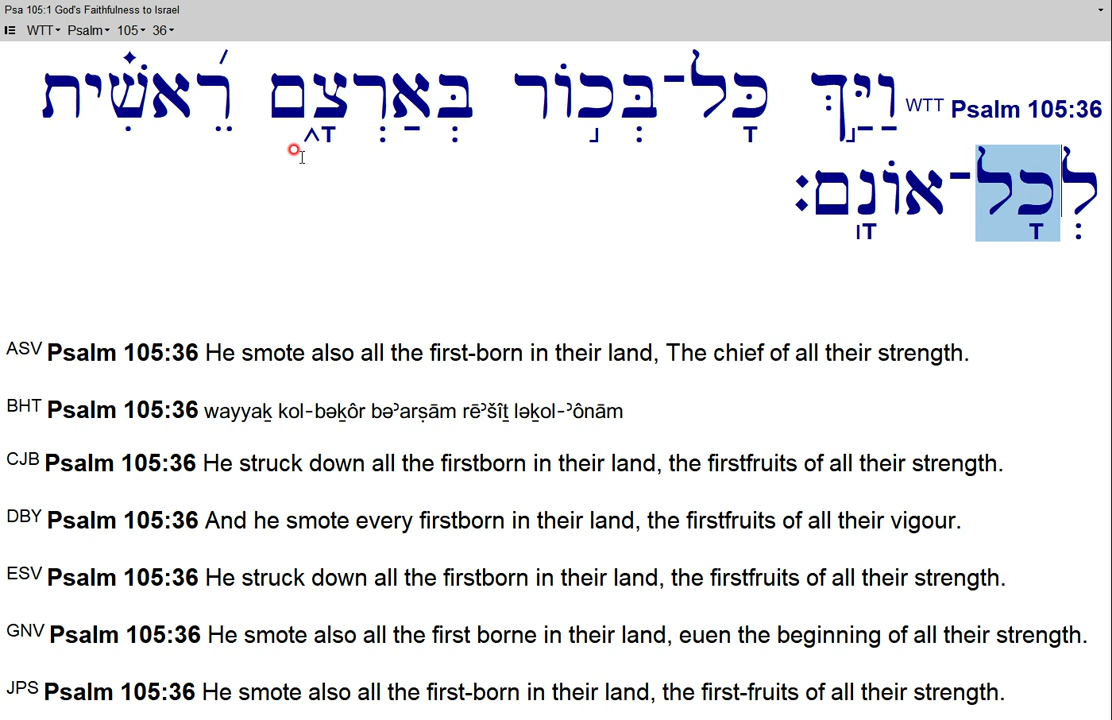 Psa 105:1 God's Faithfulness to Israel
WTT Psalm 105 36
WTT Psalm 105:36 וַיַּ֣ךְ כָּל־בְּכ֣וֹר בְּאַרְצָ֑ם רֵ֝אשִׁ֗ית
לְכָל־אוֹנָֽם׃
ASV Psalm 105:36 He smote also all the first-born in their land, The chief of all their strength.
BHT Psalm 105:36 wayyaḵ kol-bəḵôr bəʾarṣām rēʾšîṯ ləḵol-ʾônām
CJB Psalm 105:36 He struck down all the firstborn in their land, the firstfruits of all their strength.
DBY Psalm 105:36 And he smote every firstborn in their land, the firstfruits of all their vigour.
ESV Psalm 105:36 He struck down all the firstborn in their land, the firstfruits of all their strength.
GNV Psalm 105:36 He smote also all the first borne in their land, euen the beginning of all their strength.
JPS Psalm 105:36 He smote also all the first-born in their land, the first-fruits of all their strength.